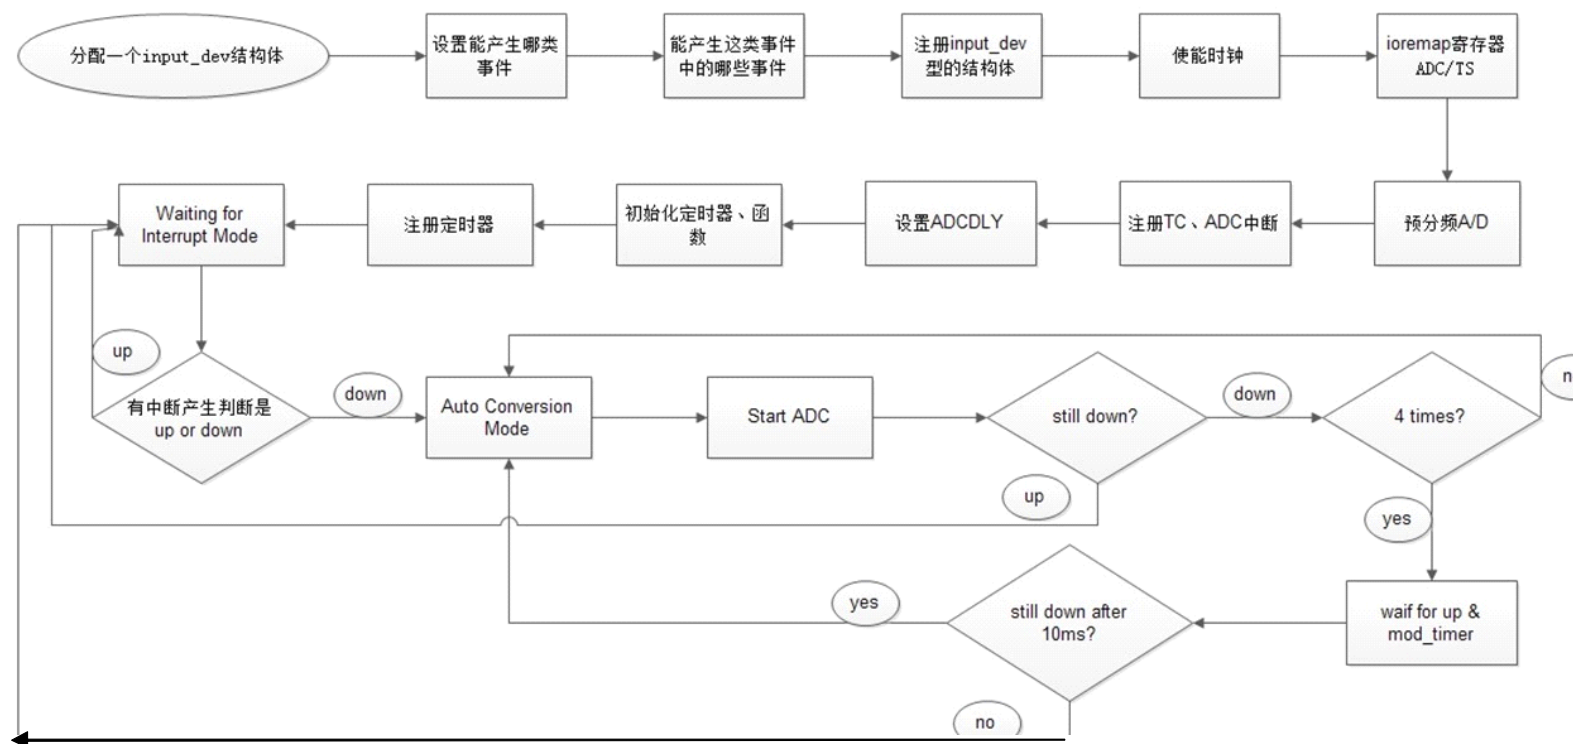 分配一个input_dev结构体
设置能产生哪类
事件
能产生这类事件
中的哪些事件
注册input_dev
型的结构体
使能时钟
ioremap寄存器
ADC/TS
Waiting for
Interrupt Mode
注册定时器
初始化定时器、函
数
设置ADCDLY
注册TC、ADC中断
预分频A/D
up
有中断产生判断是
up or down
down
Auto Conversion
Mode
Start ADC
still down?
down
4 times?
n
up
yes
waif for up &
mod_timer
still down after
10ms?
yes
no